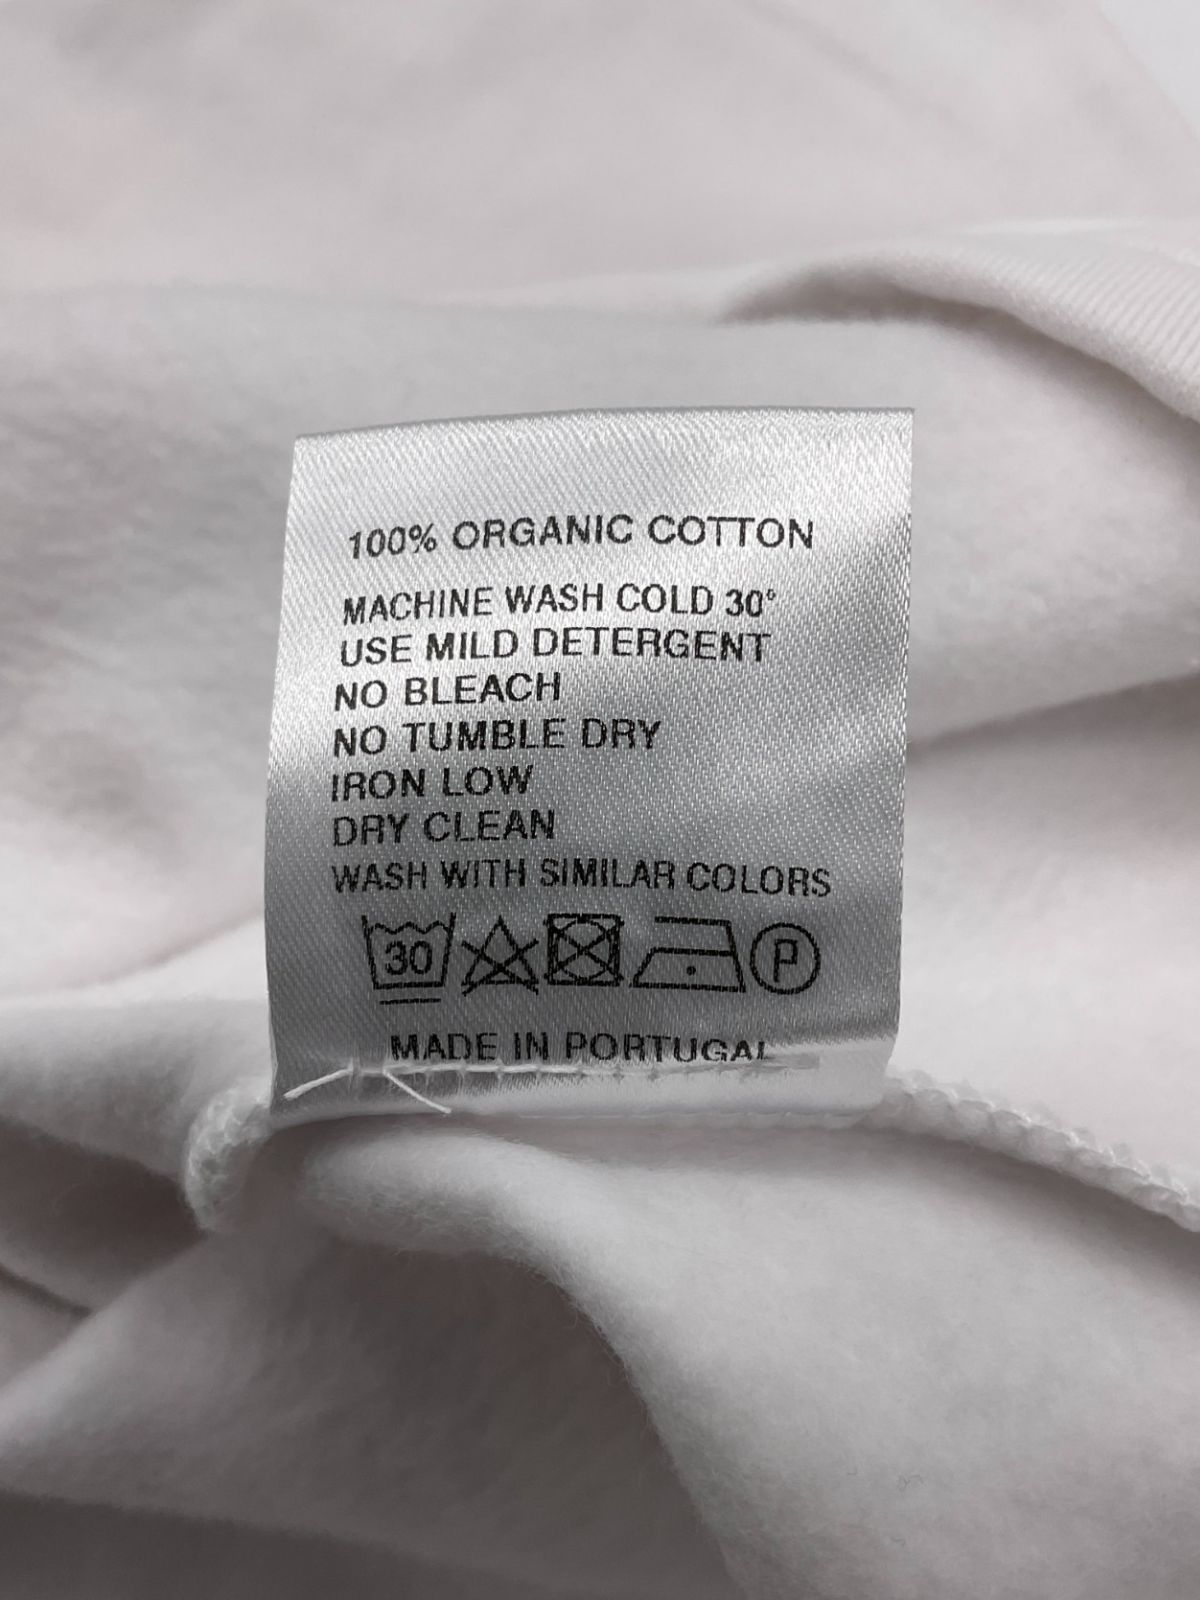 100% ORGANIC COTTON
MACHINE WASH COLD 30°
USE MILD DETERGENT
NO BLEACH
NO TUMBLE DRY
IRON LOW
DRY CLEAN
WASH WITH SIMILAR COLORS
30 P
MADE IN PORTUGAL